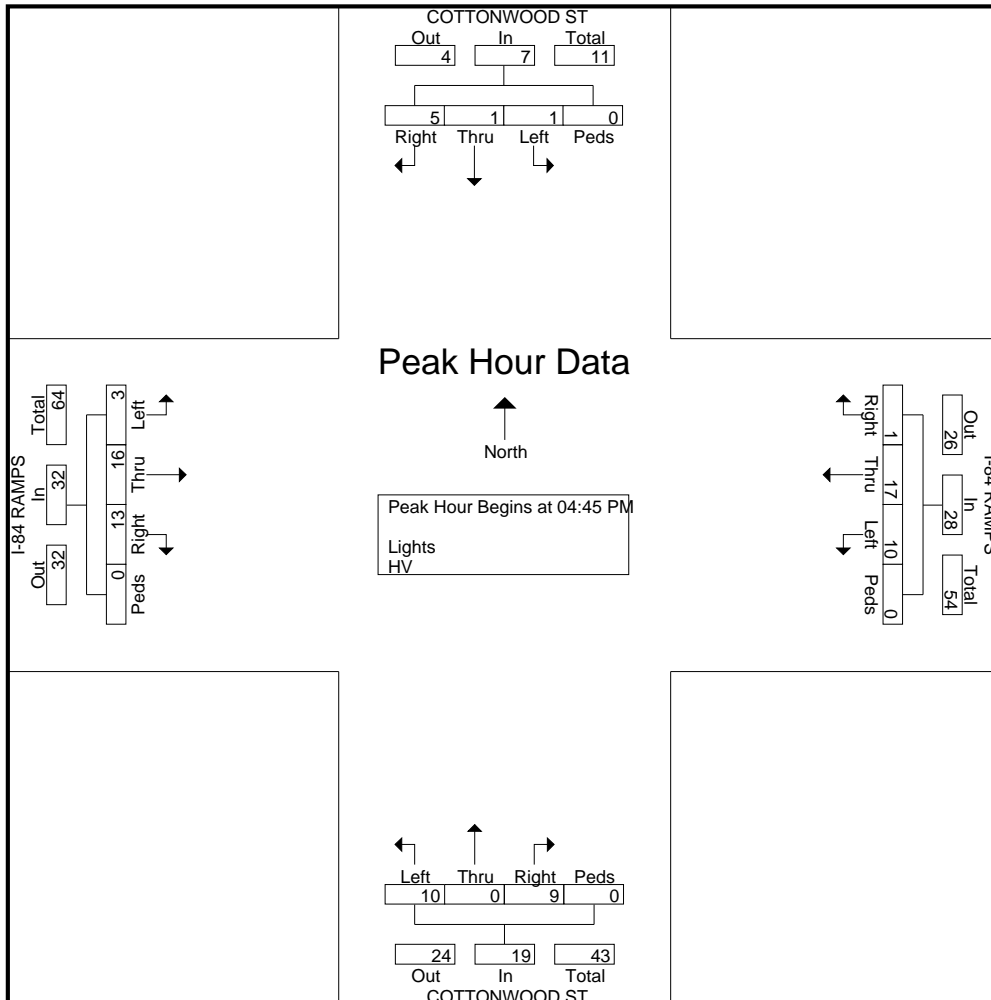 COTTONWOOD ST
Out In Total
4 7 11
5 1 1 0
Right Thru Left Peds
Peak Hour Data
North
Peak Hour Begins at 04:45 PM
Lights
HV
I-84 RAMPS
Out In Total
32 32 64
3 16 13 0
Left Thru Right Peds
I-84 RAMPS
Out In Total
26 28 54
1 17 10 0
Right Thru Left Peds
Left Thru Right Peds
10 0 9 0
24 19 43
Out In Total
COTTONWOOD ST